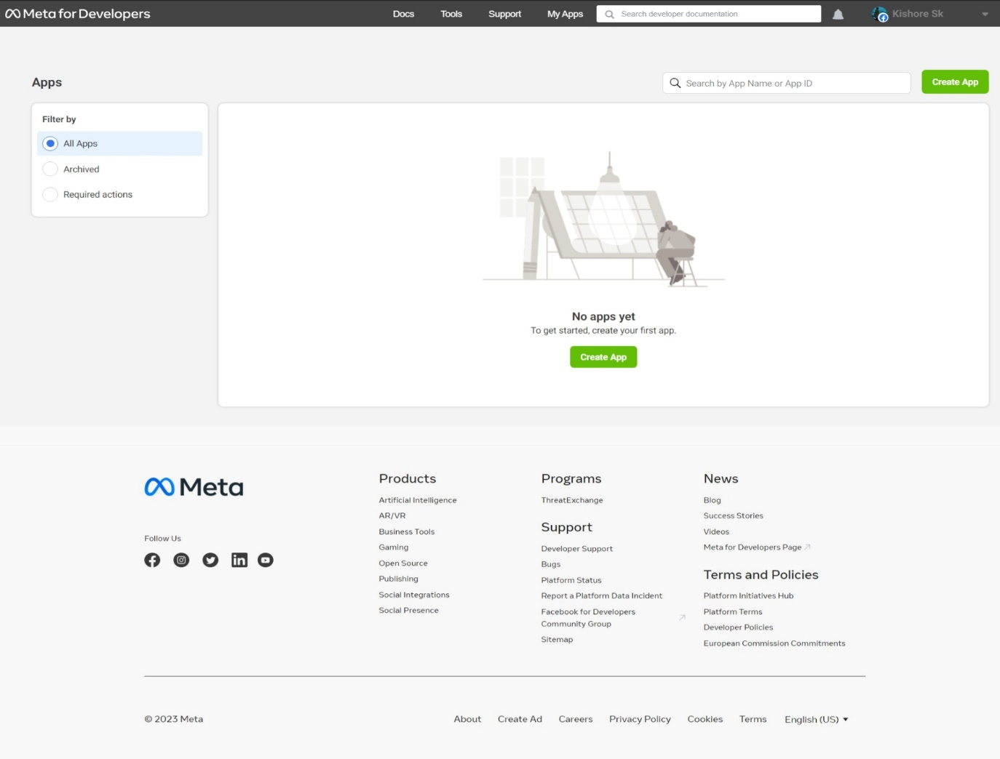 Meta for Developers
Docs
Tools
Support
My Apps
Search developer documentation
Kishore Sk
Apps
Search by App Name or App ID
Create App
Filter by
All Apps
Archived
Required actions
No apps yet
To get started, create your first app.
Create App
Meta
Follow Us
Products
Artificial Intelligence
AR/VR
Business Tools
Gaming
Open Source
Publishing
Social Integrations
Social Presence
Programs
ThreatExchange
Support
Developer Support
Bugs
Platform Status
Report a Platform Data Incident
Facebook for Developers
Community Group
Sitemap
News
Blog
Success Stories
Videos
Meta for Developers Page
Terms and Policies
Platform Initiatives Hub
Platform Terms
Developer Policies
European Commission Commitments
© 2023 Meta
About
Create Ad
Careers
Privacy Policy
Cookies
Terms
English (US)